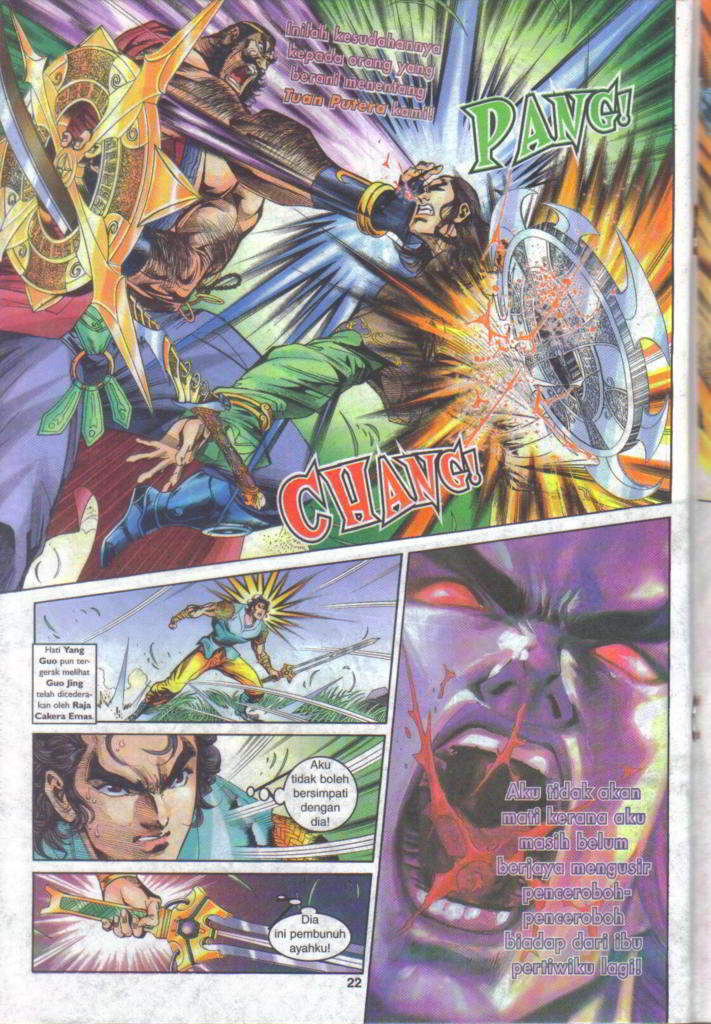 Inilah kesudahannya
kepada orang yang
berani menentang
Tuan Putera kami!
PANG!
CHANG!
Hati Yang
Guo pun ter-
gerak melihat
Guo Jing
telah dicedera-
kan oleh Raja
Cakera Emas.
Aku
tidak boleh
bersimpati
dengan
dia!
Dia
ini pembunuh
ayahku!
Aku tidak akan
mati kerana aku
masih belum
berjaya mengusir
penceroboh-
penceroboh
biadap dari ibu
pertiwiku lagi!
22